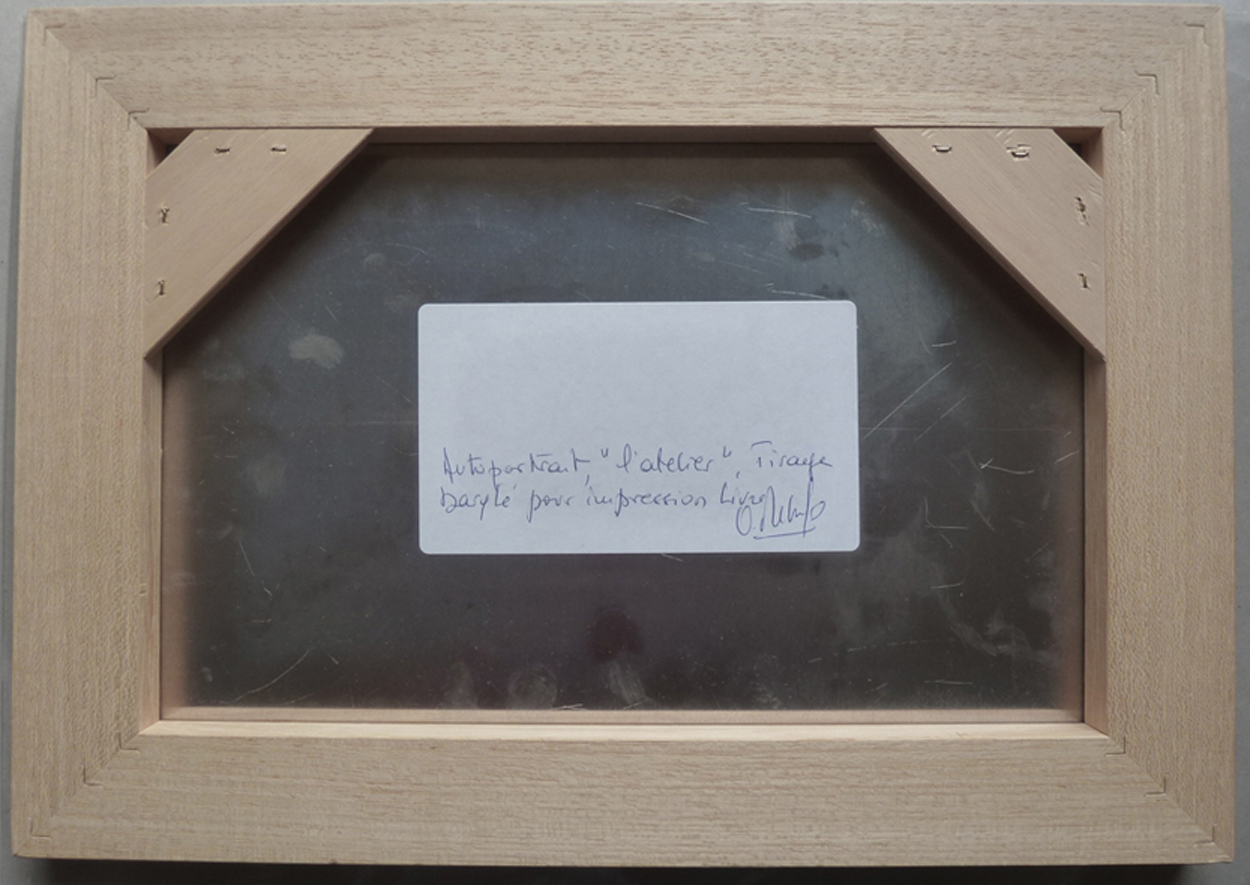 Autoportrait, "l'atelier", Tirage
Baryté pour impression Livre